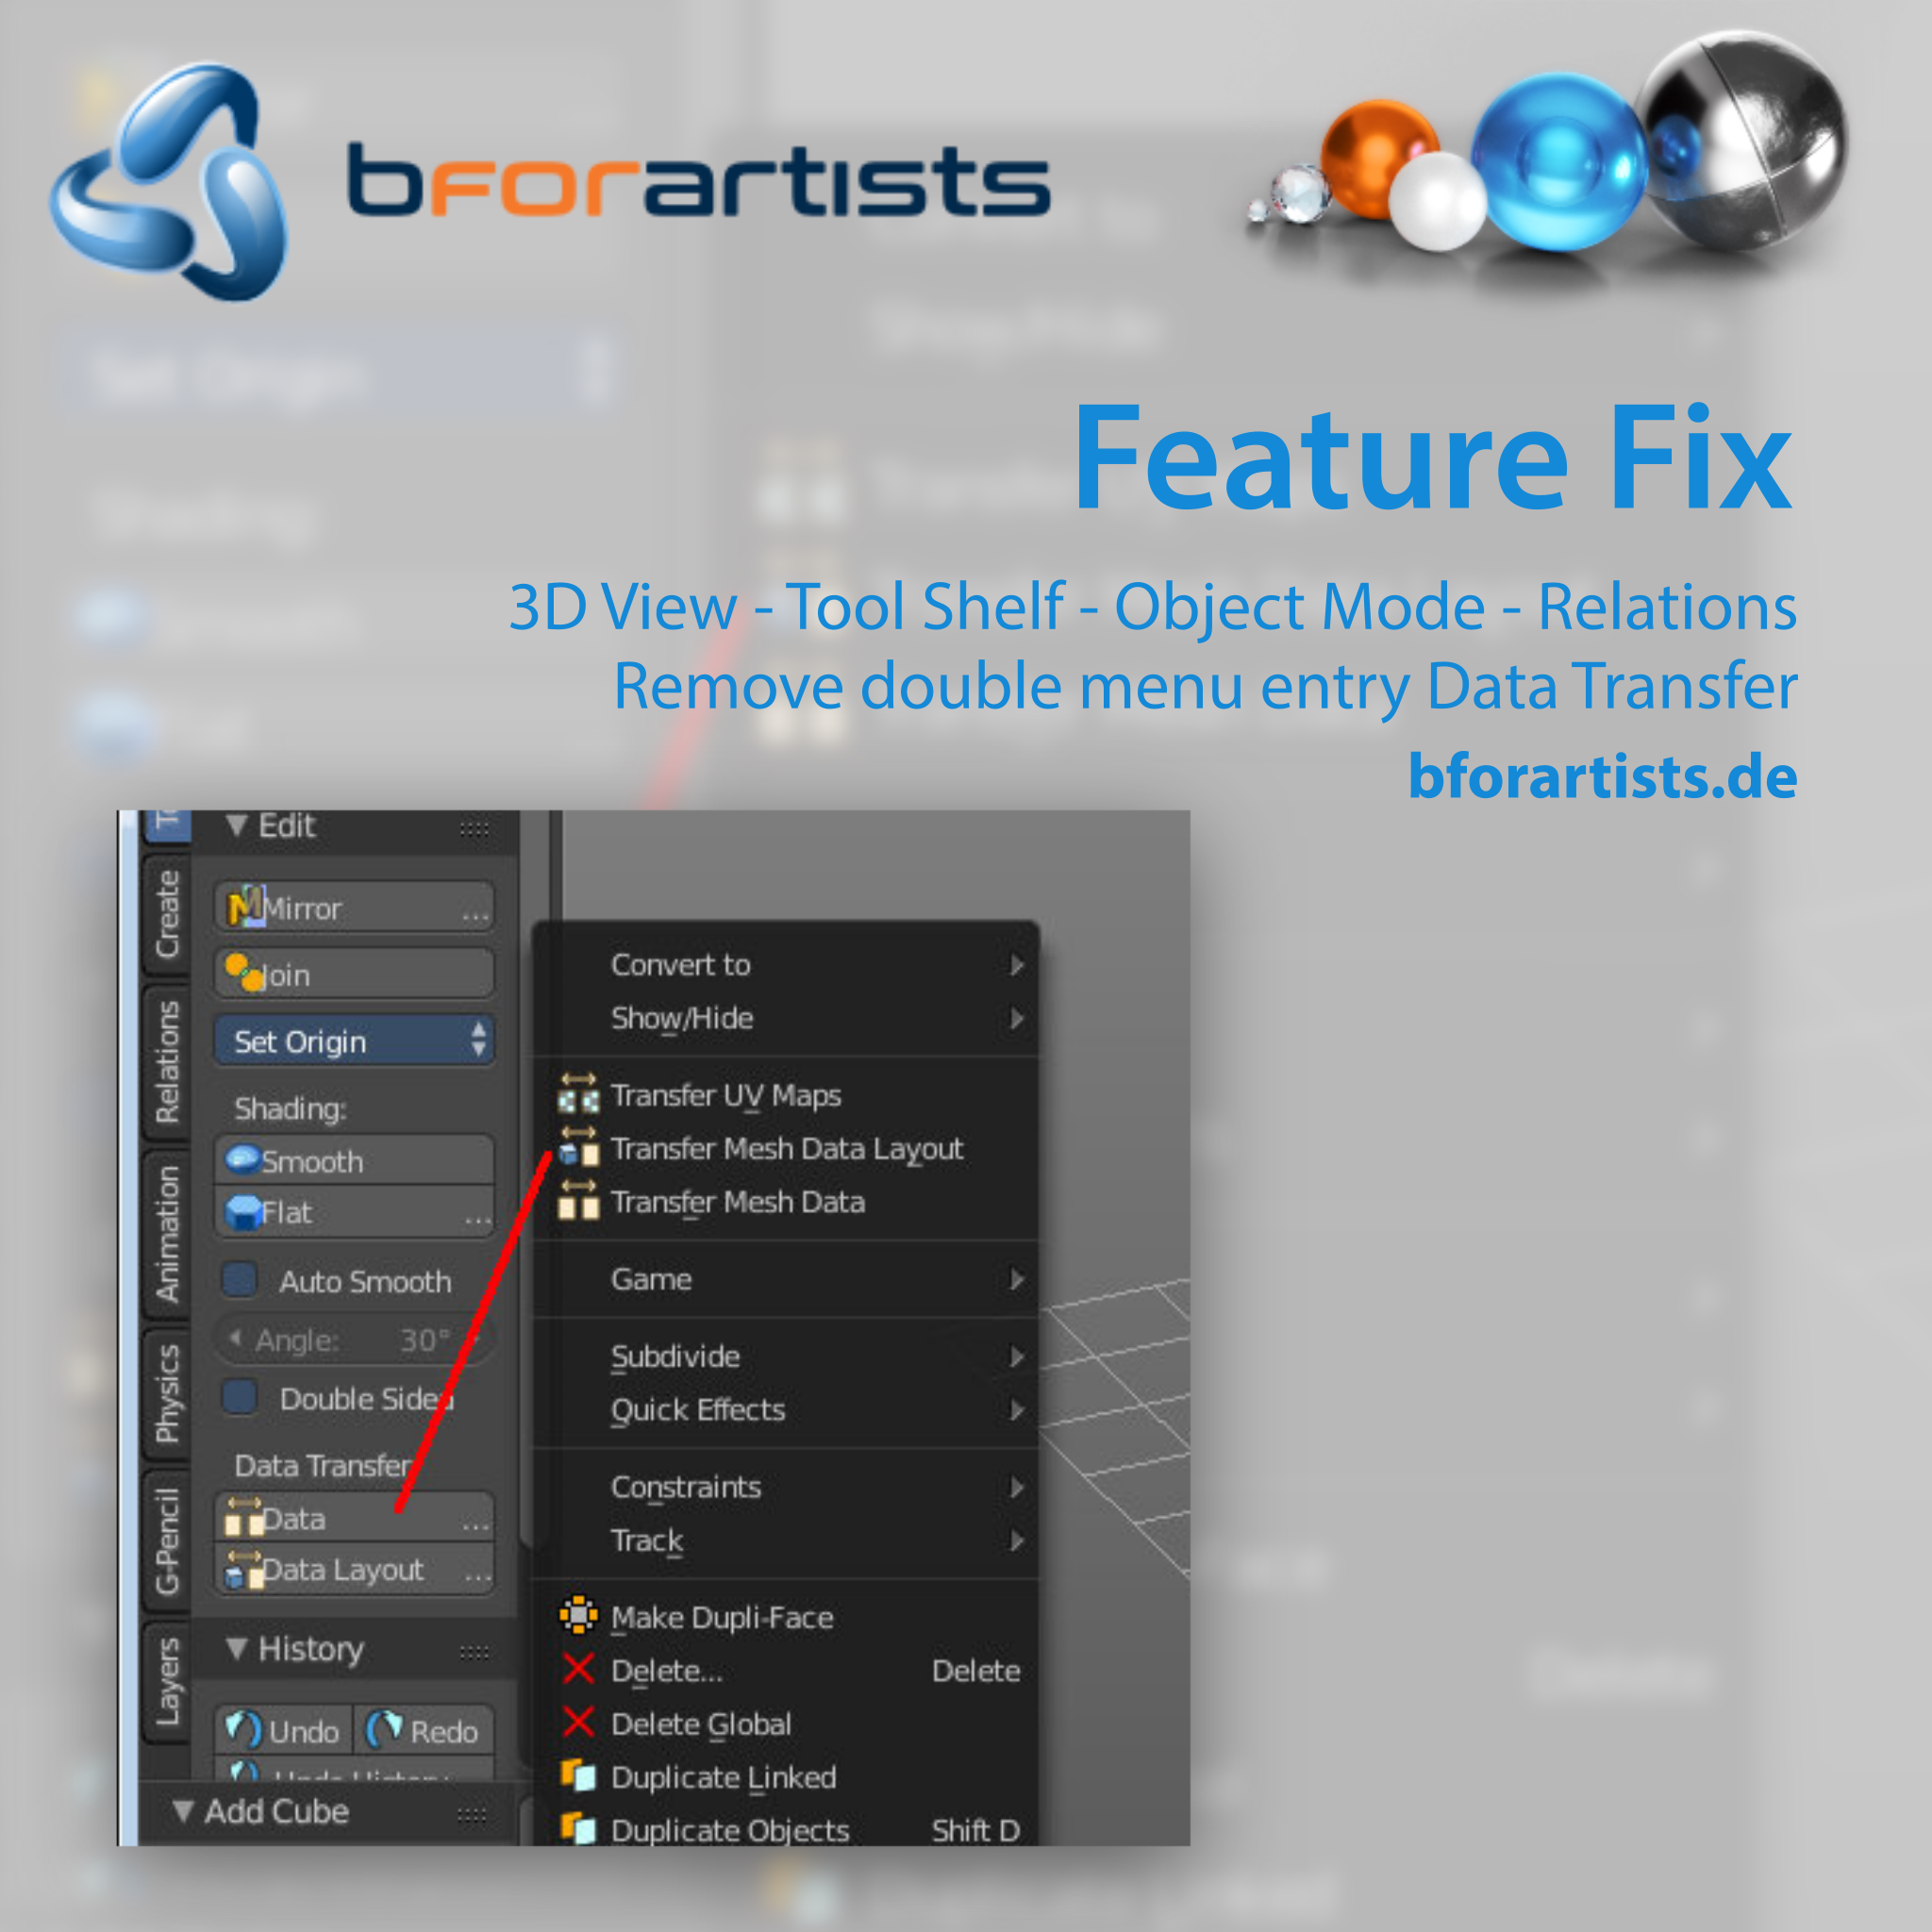 bforartists
Feature Fix
3D View - Tool Shelf - Object Mode - Relations
Remove double menu entry Data Transfer
bforartists.de
Edit
Mirror ...
Join
Set Origin
Shading:
Smooth
Flat ...
Auto Smooth
Angle: 30°
Double Sided
Data Transfer
Data ...
Data Layout ...
History
Undo Redo
Undo History
Add Cube
Create
Relations
Animation
Physics
G-Pencil
Layers
Convert to
Show/Hide
Transfer UV Maps
Transfer Mesh Data Layout
Transfer Mesh Data
Game
Subdivide
Quick Effects
Constraints
Track
Make Dupli-Face
Delete... Delete
Delete Global
Duplicate Linked
Duplicate Objects Shift D